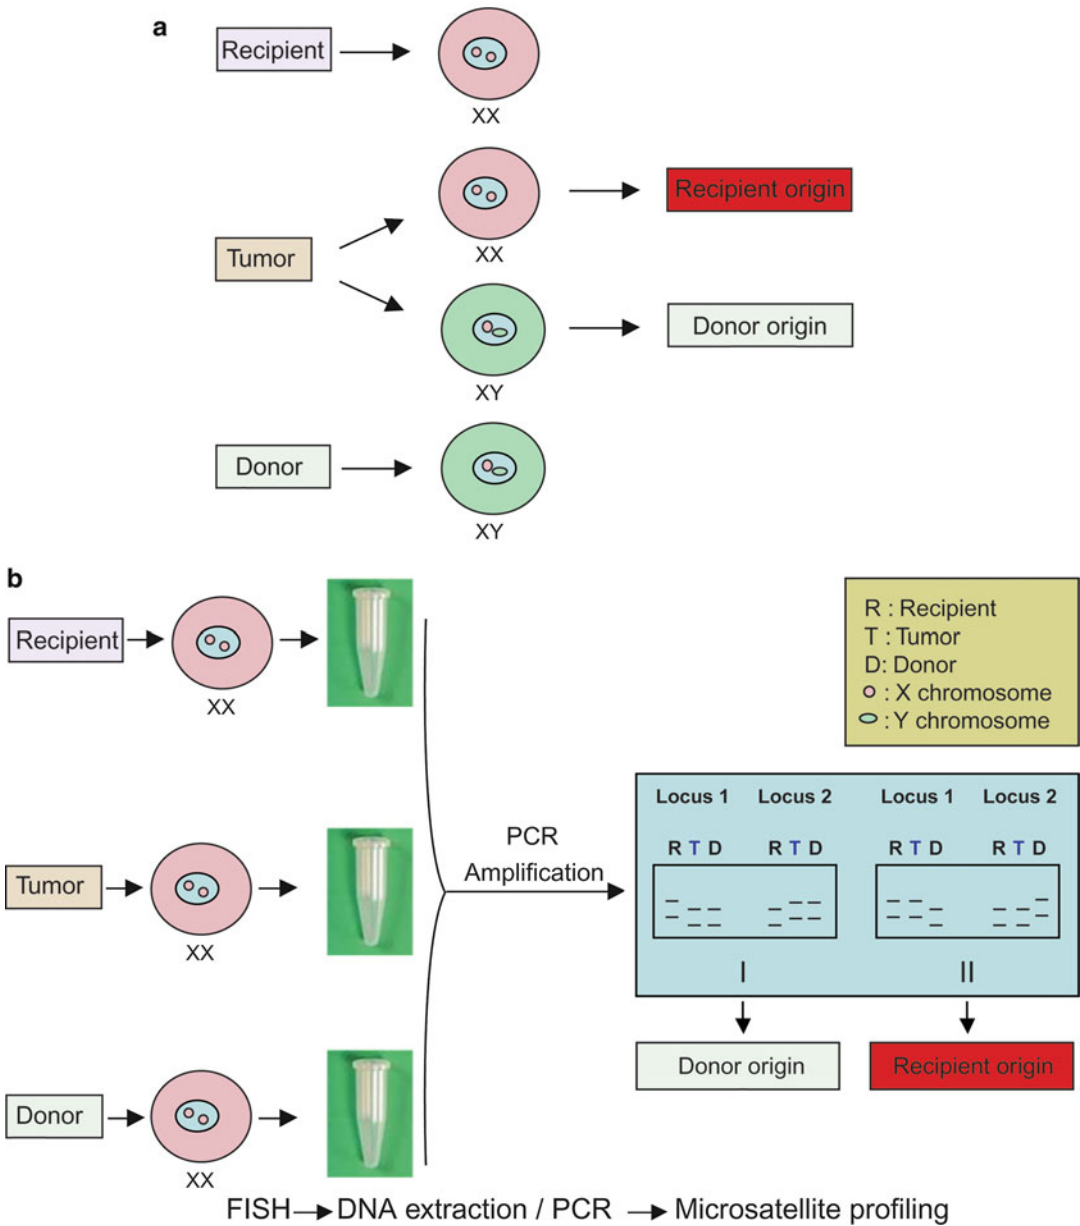 a
Recipient
XX
XX
Recipient origin
Tumor
XY
Donor origin
Donor
XY
b
Recipient
XX
R : Recipient
T : Tumor
D: Donor
: X chromosome
: Y chromosome
Tumor
XX
PCR
Amplification
Locus 1 Locus 2 Locus 1 Locus 2
R T D R T D R T D R T D
I II
Donor origin
Recipient origin
Donor
XX
FISH DNA extraction / PCR Microsatellite profiling